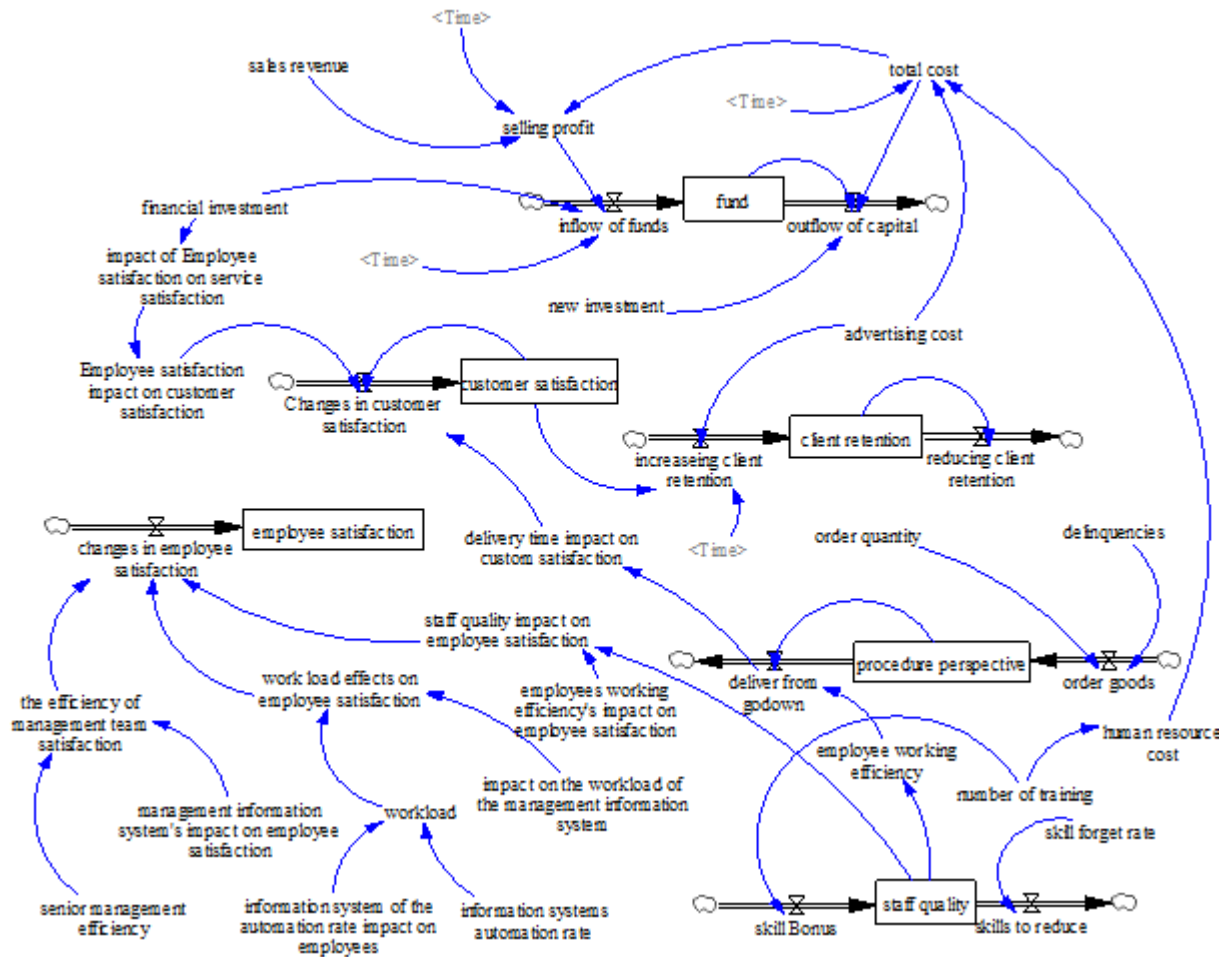 <Time>
sales revenue
total cost
<Time>
selling profit
fund
financial investment
inflow of funds
outflow of capital
impact of Employee
satisfaction on service
satisfaction
<Time>
new investment
advertising cost
Employee satisfaction
impact on customer
satisfaction
customer satisfaction
Changes in customer
satisfaction
client retention
increaseing client
retention
reducing client
retention
employee satisfaction
changes in employee
satisfaction
delivery time impact on
custom satisfaction
<Time>
order quantity
delinquencies
staff quality impact on
employee satisfaction
procedure perspective
deliver from
godown
order goods
the efficiency of
management team
satisfaction
work load effects on
employee satisfaction
employees working
efficiency's impact on
employee satisfaction
human resource
cost
employee working
efficiency
impact on the workload of
the management information
system
number of training
management information
system's impact on employee
satisfaction
workload
skill forget rate
senior management
efficiency
information system of the
automation rate impact on
employees
information systems
automation rate
staff quality
skill Bonus
skills to reduce